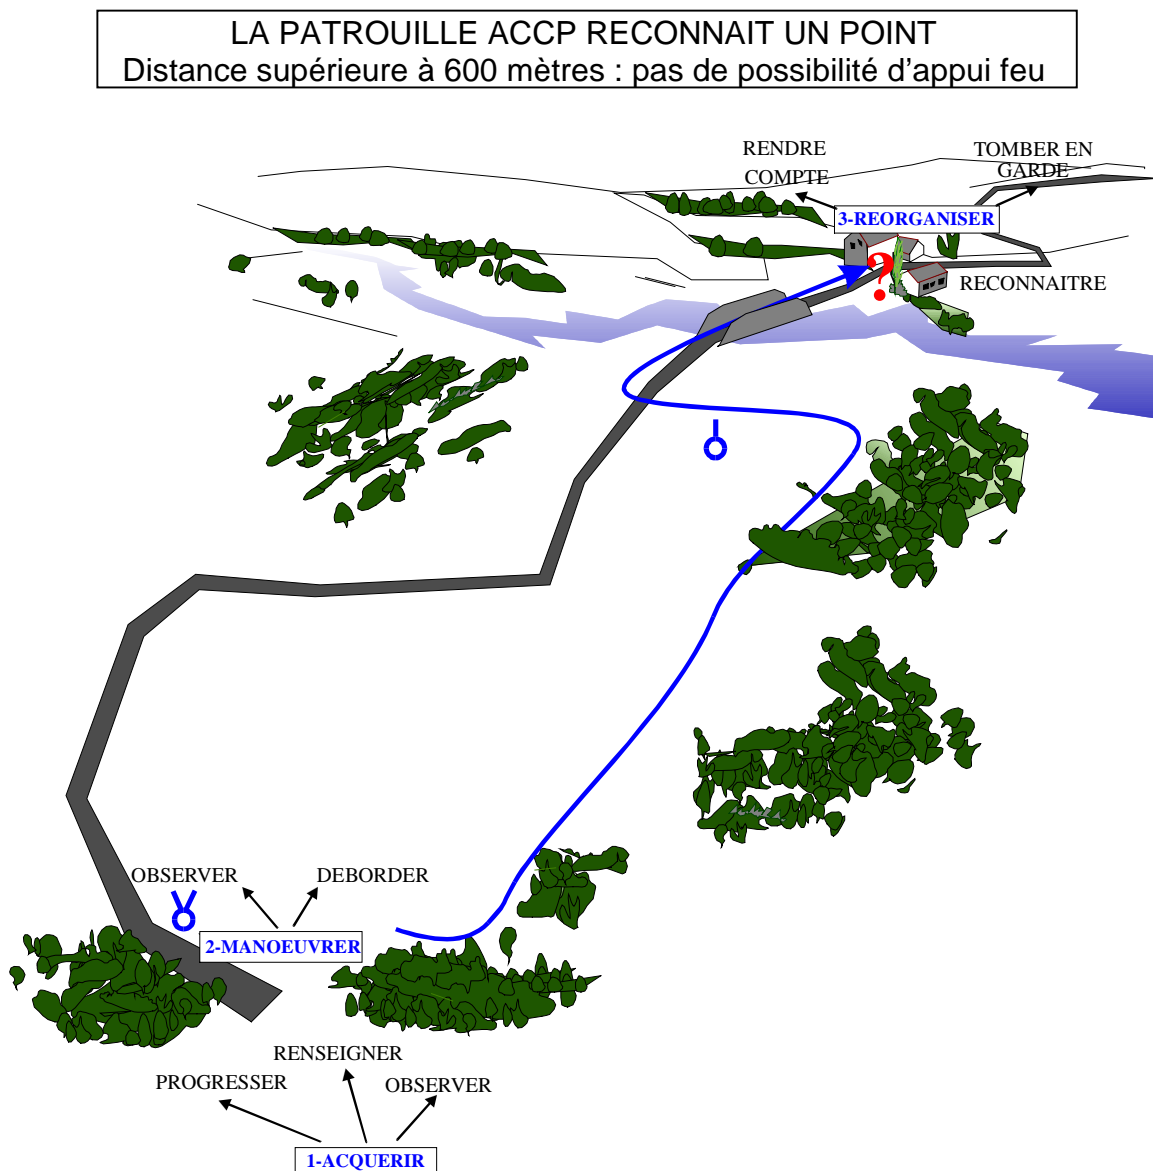 LA PATROUILLE ACCP RECONNAIT UN POINT
Distance supérieure à 600 mètres : pas de possibilité d'appui feu
RENDRE
COMPTE
TOMBER EN
GARDE
3-REORGANISER
?
RECONNAITRE
OBSERVER
DEBORDER
2-MANOEUVRER
RENSEIGNER
PROGRESSER
OBSERVER
1-ACQUERIR